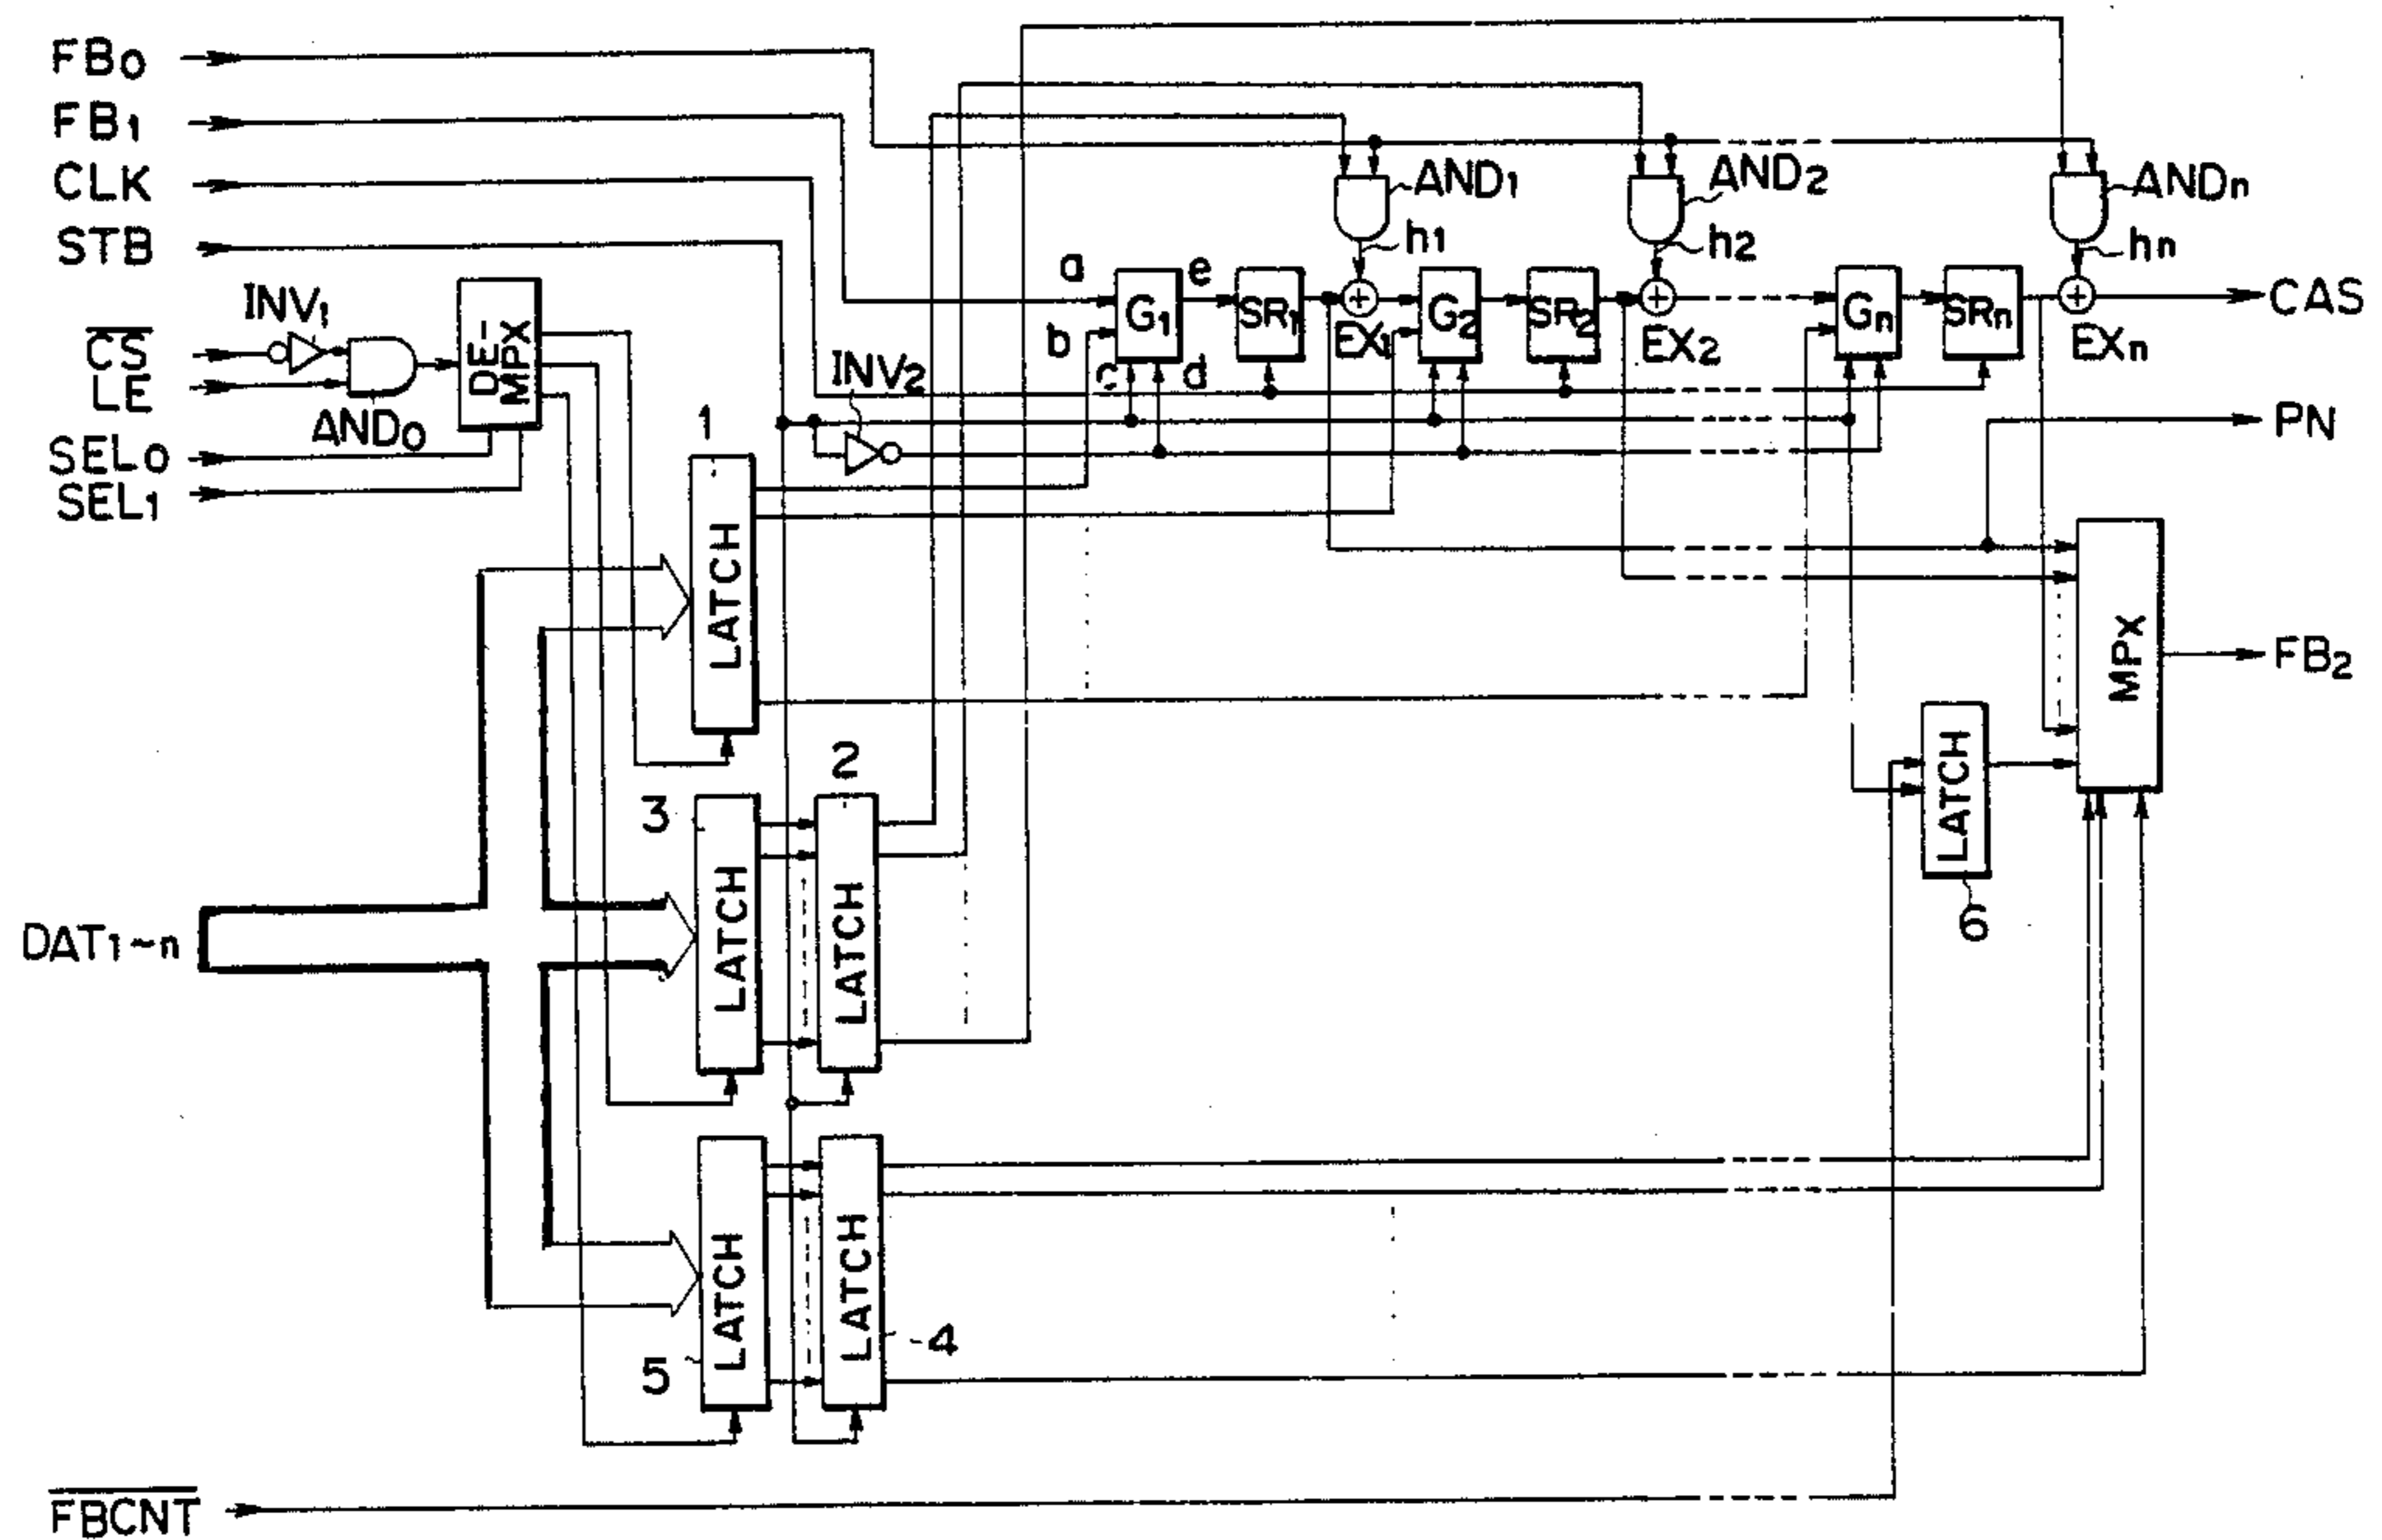 FB0
FB1
CLK
STB
INV1
CS
LE
AND0
SEL0
SEL1
DE-
MPX
AND1
AND2
ANDn
h1
h2
hn
a
b
c
d
e
G1
SR1
EX1
G2
SR2
EX2
Gn
SRn
EXn
CAS
INV2
PN
1
LATCH
MPX
FB2
2
3
LATCH
LATCH
LATCH
6
DAT1~n
LATCH
LATCH
4
5
FBCNT